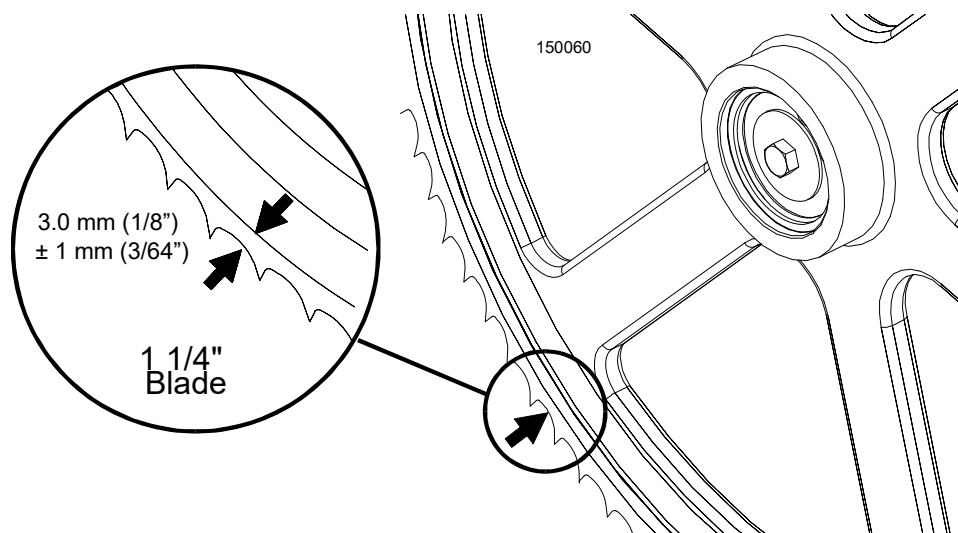 150060
3.0 mm (1/8”)
± 1 mm (3/64”)
1 1/4"
Blade